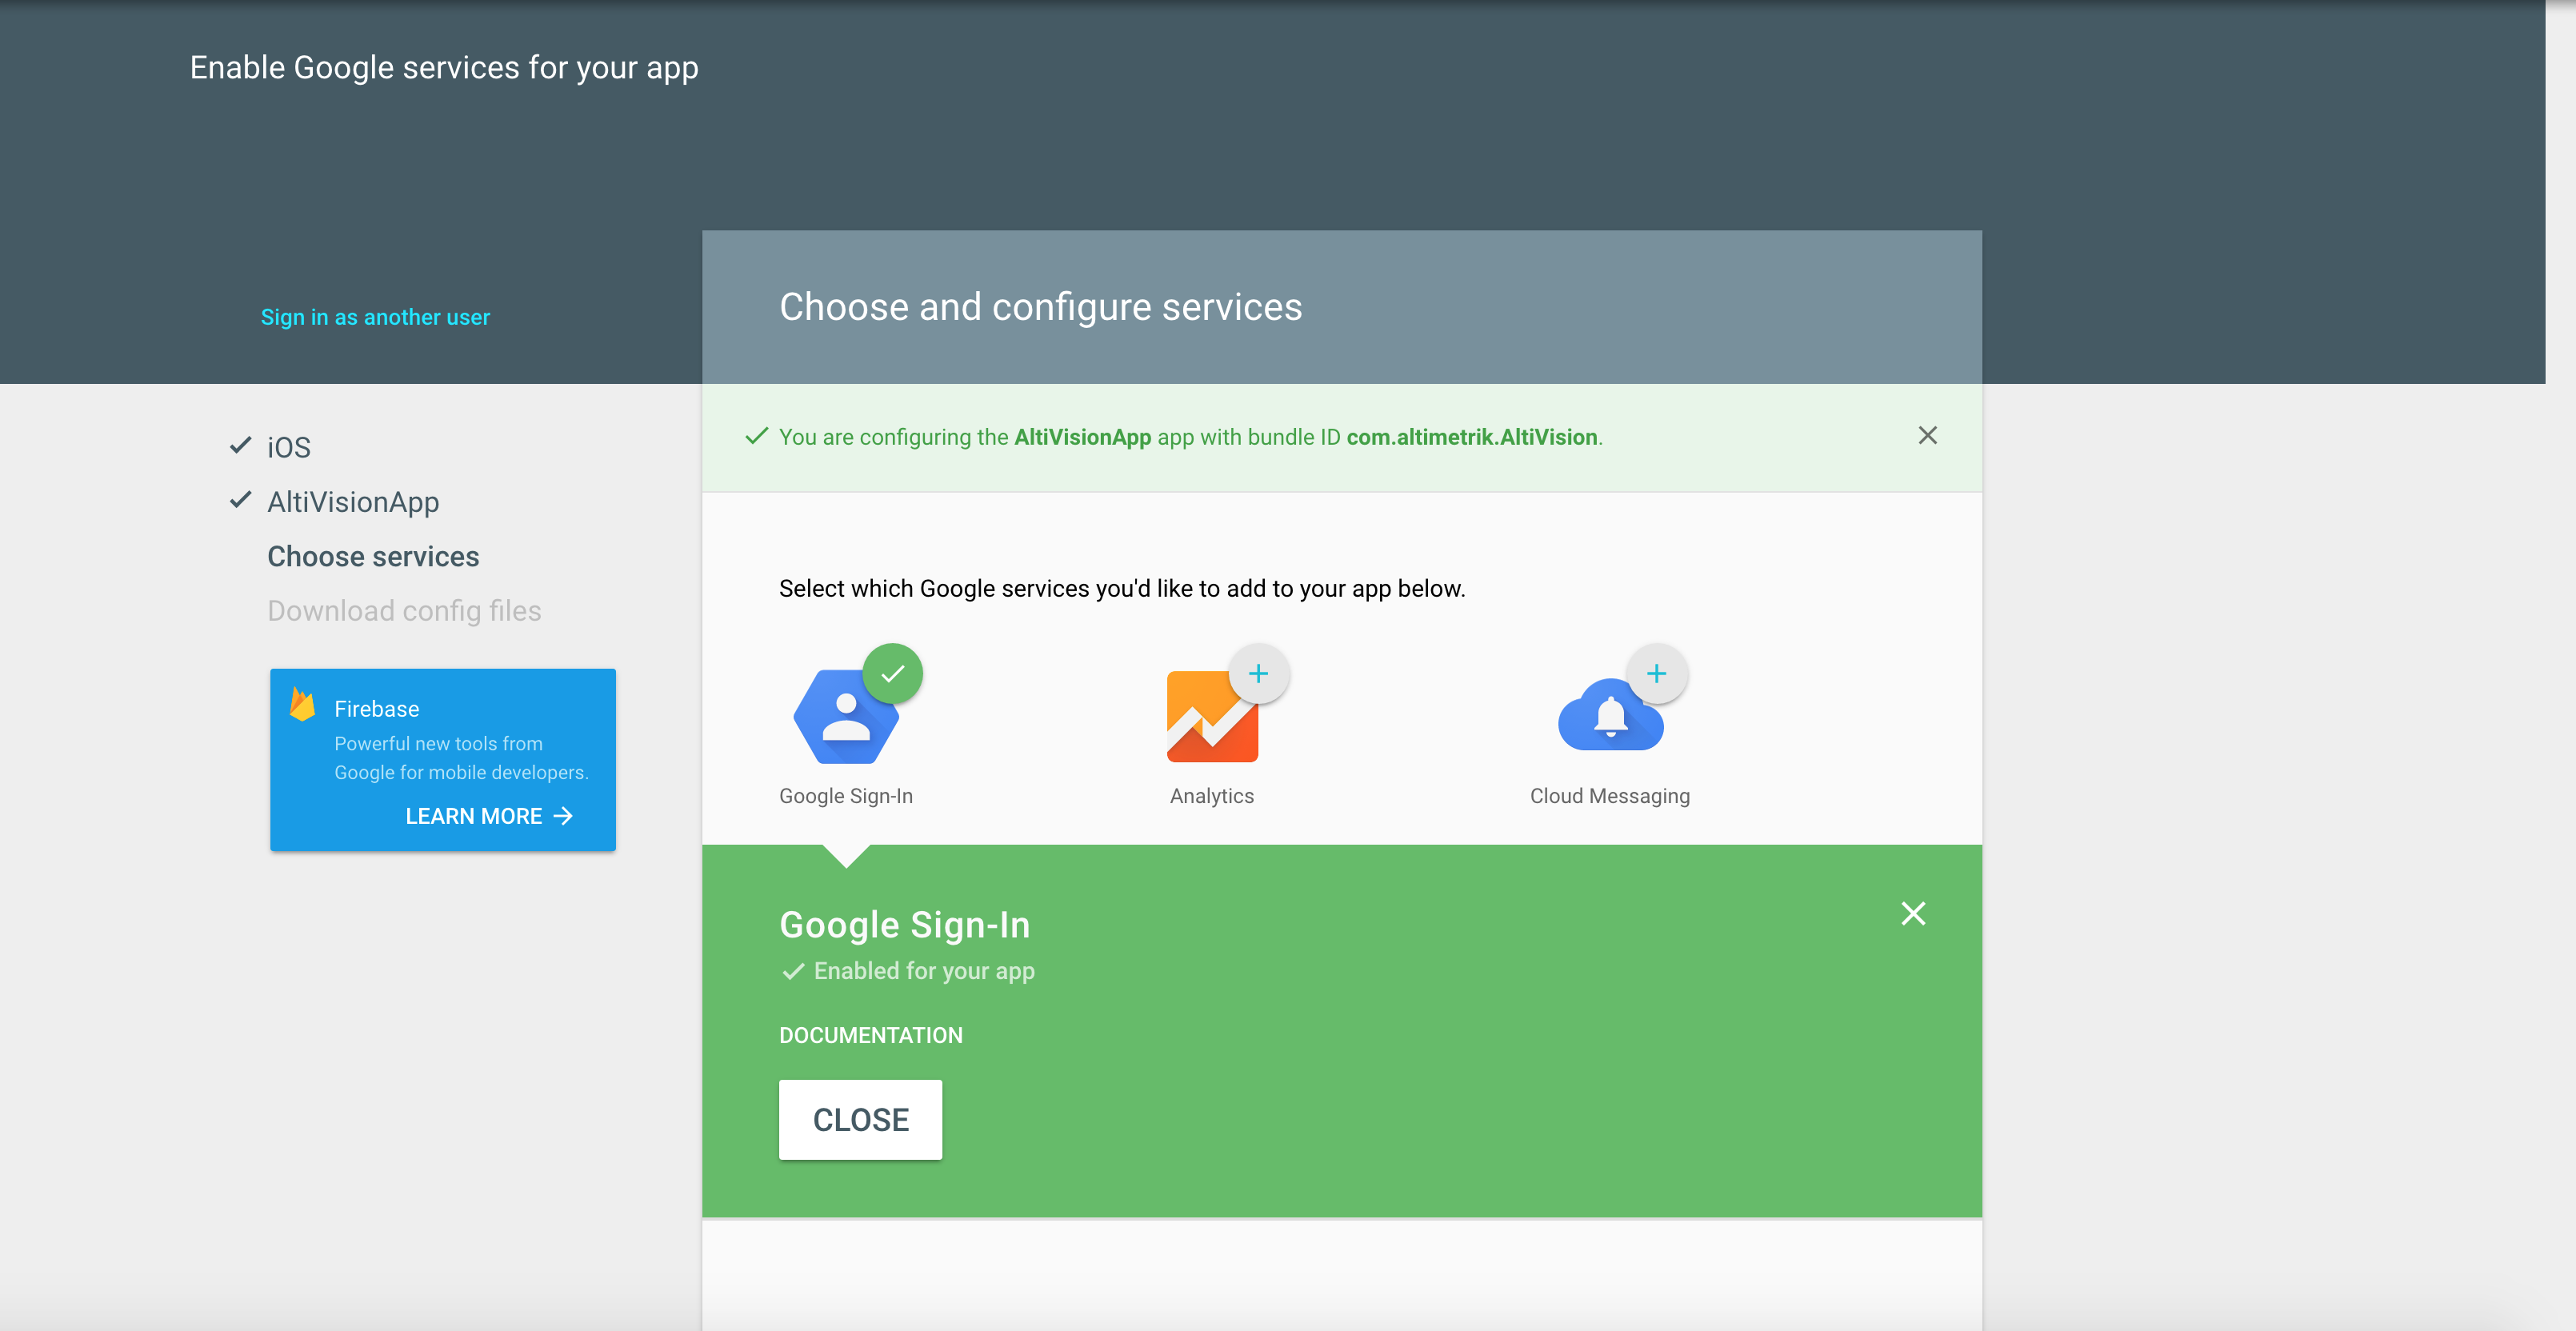 Enable Google services for your app
Sign in as another user
Choose and configure services
You are configuring the AltiVisionApp app with bundle ID com.altimetrik.AltiVision.
iOS
AltiVisionApp
Choose services
Download config files
Firebase
Powerful new tools from
Google for mobile developers.
LEARN MORE
Select which Google services you'd like to add to your app below.
Google Sign-In
Analytics
Cloud Messaging
Google Sign-In
Enabled for your app
DOCUMENTATION
CLOSE